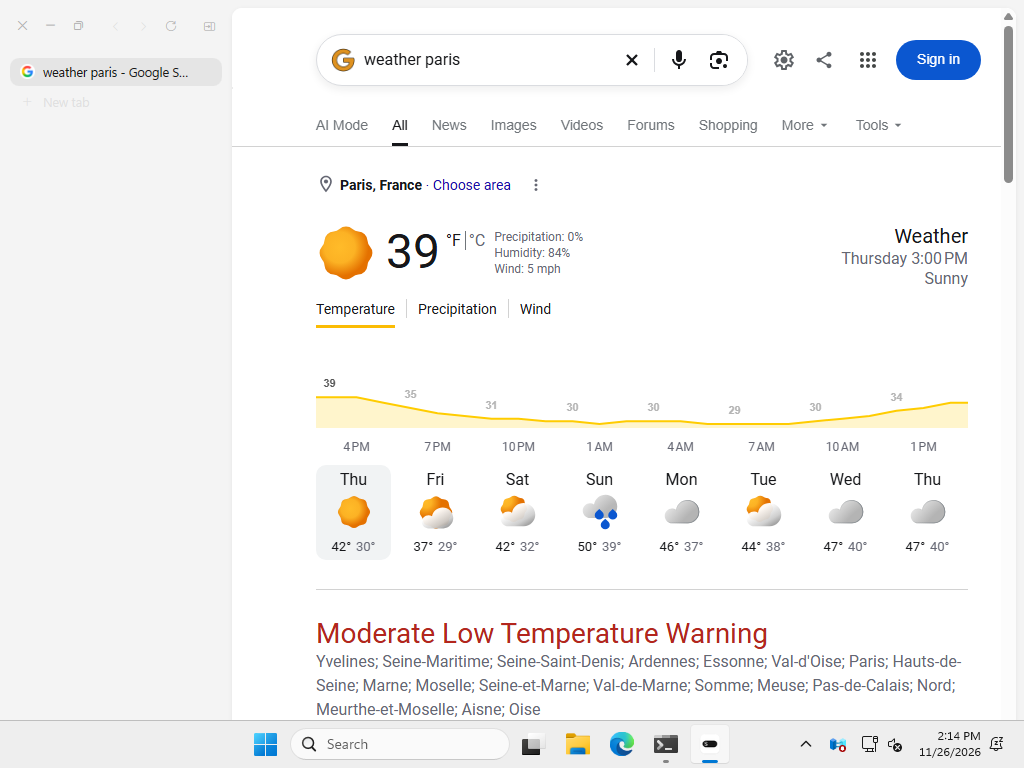 weather paris - Google S...
New tab
weather paris
Sign in
AI Mode
All
News
Images
Videos
Forums
Shopping
More
Tools
Paris, France · Choose area
39 °F | °C
Precipitation: 0%
Humidity: 84%
Wind: 5 mph
Weather
Thursday 3:00 PM
Sunny
Temperature
Precipitation
Wind
39 35 31 30 30 29 30 34
4 PM 7 PM 10 PM 1 AM 4 AM 7 AM 10 AM 1 PM
Thu Fri Sat Sun Mon Tue Wed Thu
42° 30° 37° 29° 42° 32° 50° 39° 46° 37° 44° 38° 47° 40° 47° 40°
Moderate Low Temperature Warning
Yvelines; Seine-Maritime; Seine-Saint-Denis; Ardennes; Essonne; Val-d'Oise; Paris; Hauts-de-
Seine; Marne; Moselle; Seine-et-Marne; Val-de-Marne; Somme; Meuse; Pas-de-Calais; Nord;
Meurthe-et-Moselle; Aisne; Oise
Search
2:14 PM
11/26/2026